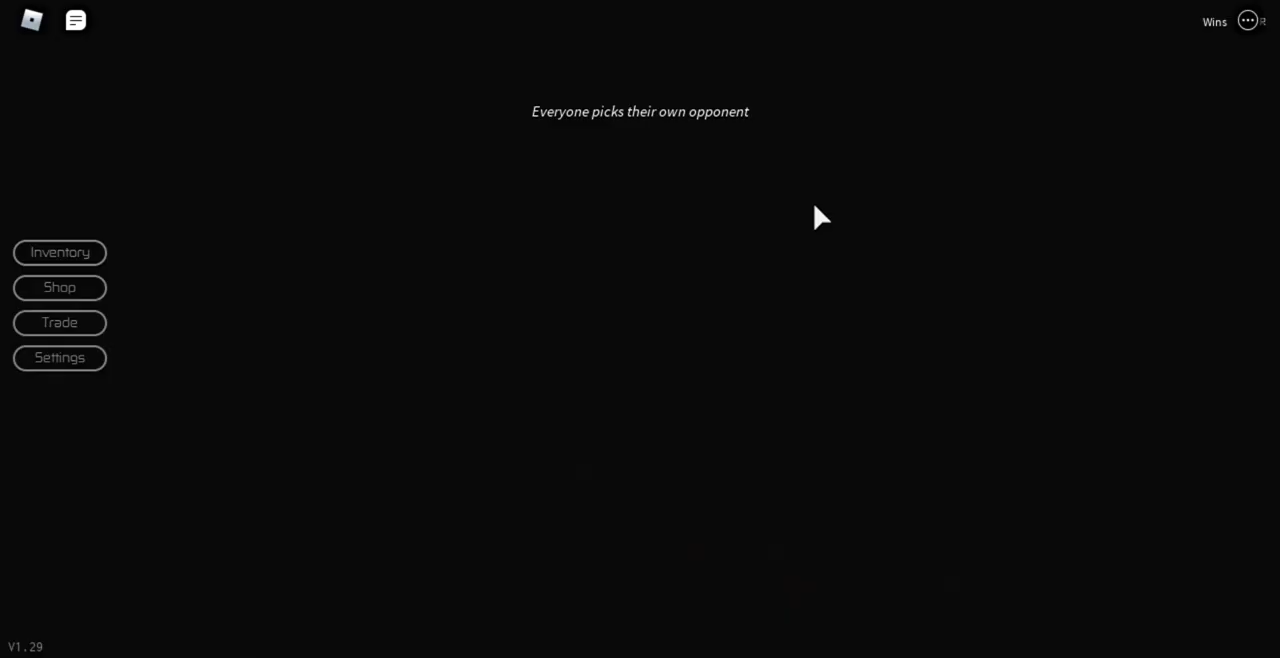 Wins
R
Everyone picks their own opponent
Inventory
Shop
Trade
Settings
V1.29